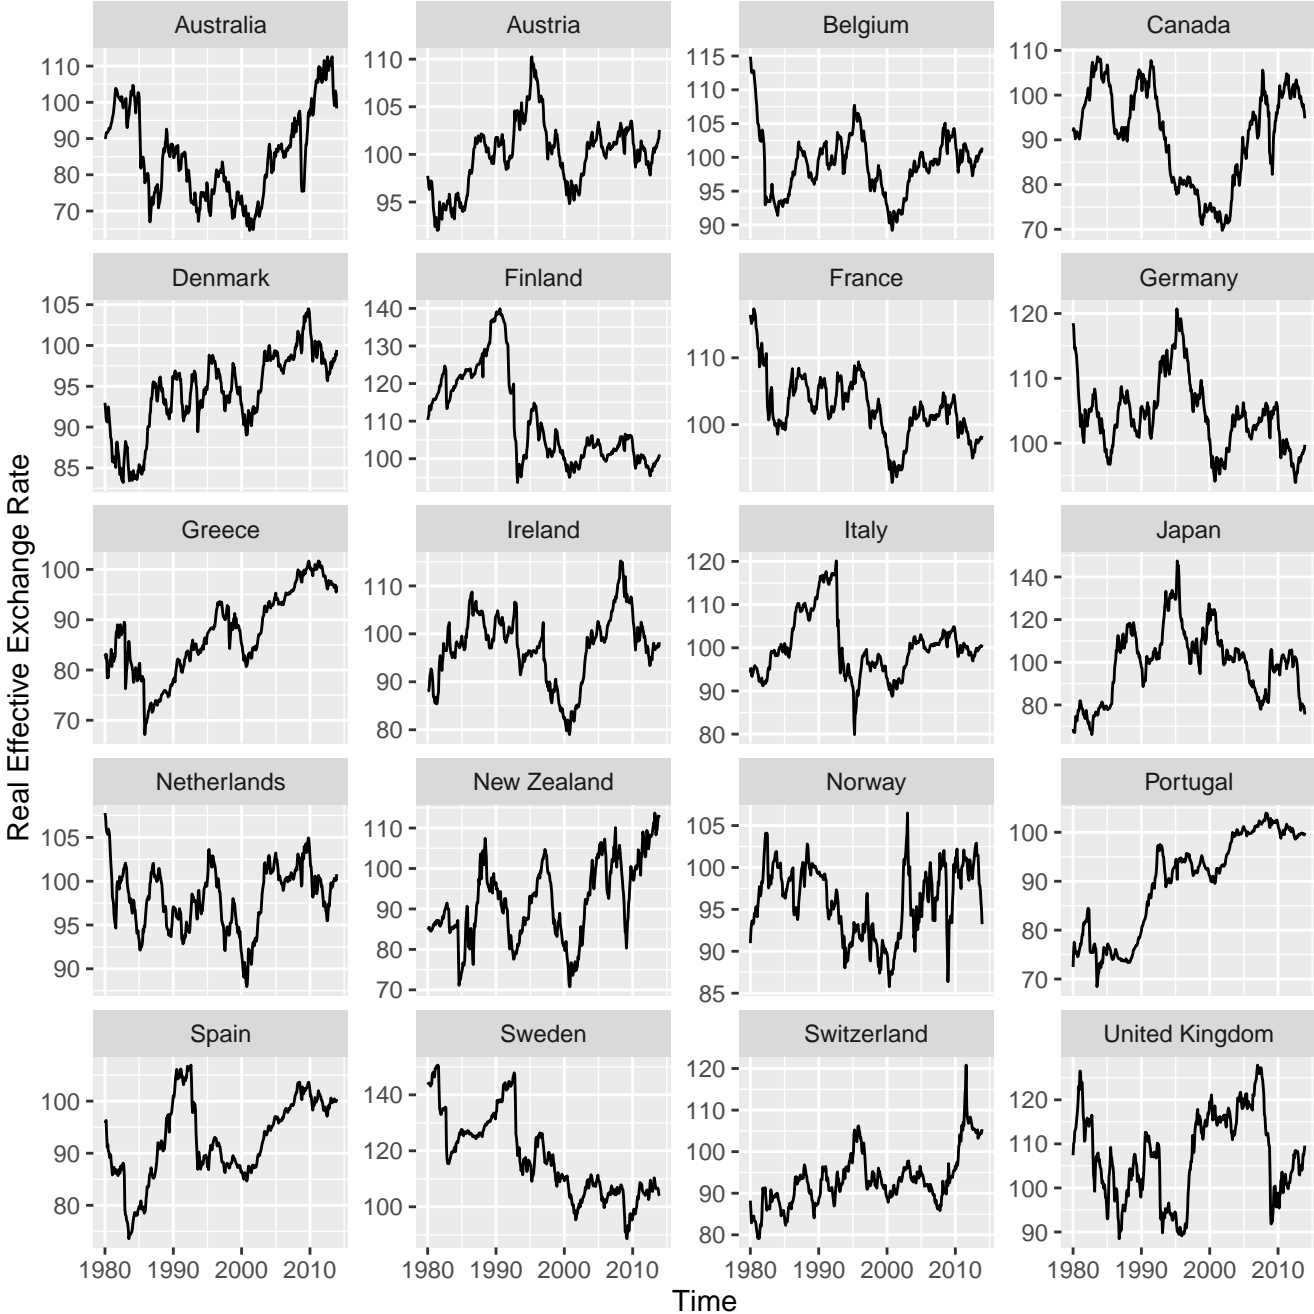 Australia Austria Belgium Canada
110 100 90 80 70
110 105 100 95
115 110 105 100 95 90
110 100 90 80 70
Denmark Finland France Germany
105 100 95 90 85
140 130 120 110 100
110 100
120 110 100
Real Effective Exchange Rate
Greece Ireland Italy Japan
100 90 80 70
110 100 90 80
120 110 100 90 80
140 120 100 80
Netherlands New Zealand Norway Portugal
105 100 95 90
110 100 90 80 70
105 100 95 90 85
100 90 80 70
Spain Sweden Switzerland United Kingdom
100 90 80
140 120 100
120 110 100 90 80
120 110 100 90
1980 1990 2000 2010 1980 1990 2000 2010 1980 1990 2000 2010 1980 1990 2000 2010
Time